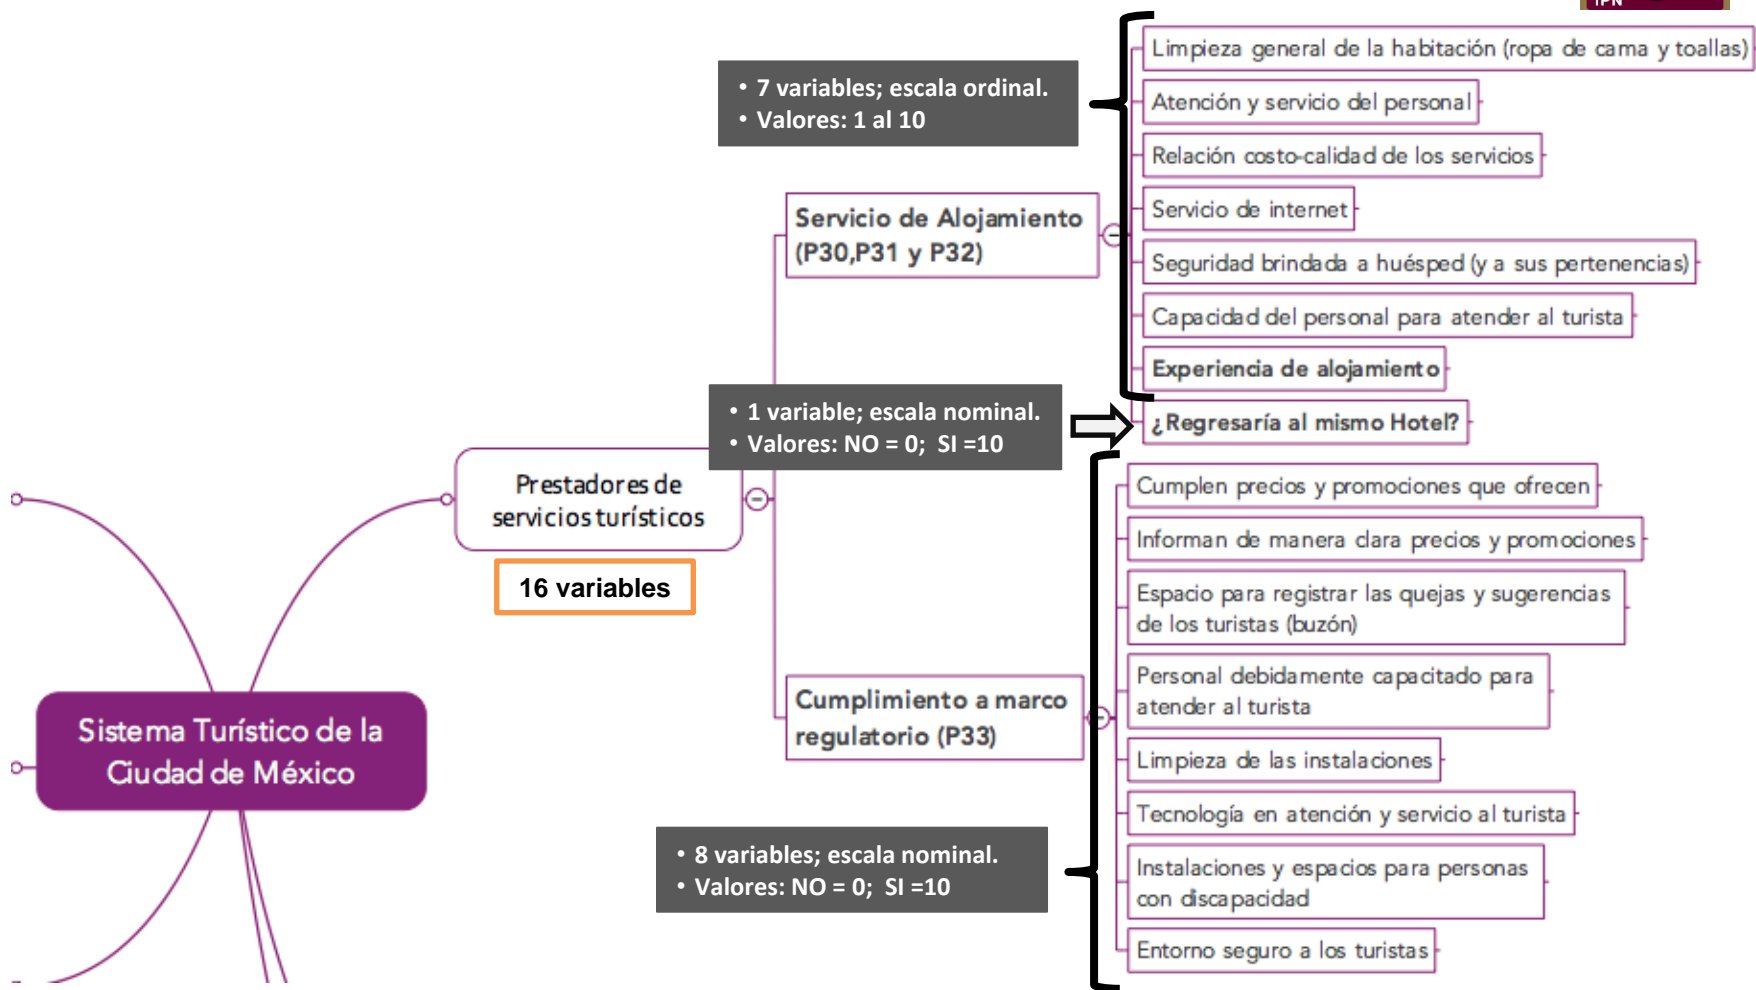 IPN
Limpieza general de la habitación (ropa de cama y toallas)
• 7 variables; escala ordinal.
• Valores: 1 al 10
Atención y servicio del personal
Relación costo-calidad de los servicios
Servicio de Alojamiento
(P30,P31 y P32)
Servicio de internet
Seguridad brindada a huésped (y a sus pertenencias)
Capacidad del personal para atender al turista
Experiencia de alojamiento
• 1 variable; escala nominal.
• Valores: NO = 0; SI =10
¿Regresaría al mismo Hotel?
Prestadores de
servicios turísticos
16 variables
Cumplen precios y promociones que ofrecen
Informan de manera clara precios y promociones
Espacio para registrar las quejas y sugerencias
de los turistas (buzón)
Sistema Turístico de la
Ciudad de México
Cumplimiento a marco
regulatorio (P33)
Personal debidamente capacitado para
atender al turista
Limpieza de las instalaciones
Tecnología en atención y servicio al turista
• 8 variables; escala nominal.
• Valores: NO = 0; SI =10
Instalaciones y espacios para personas
con discapacidad
Entorno seguro a los turistas